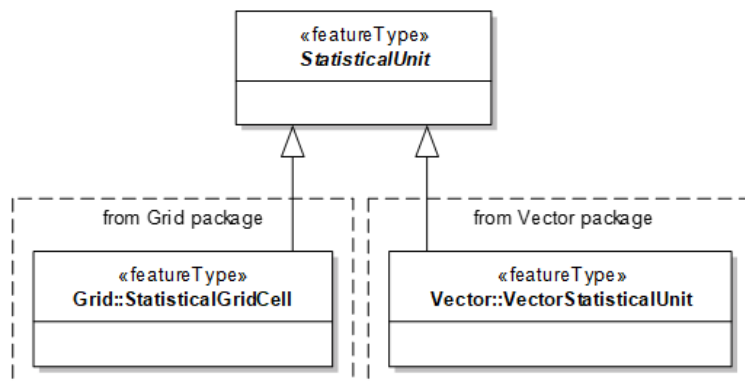 «featureType»
StatisticalUnit
from Grid package
from Vector package
«featureType»
Grid::StatisticalGridCell
«featureType»
Vector::VectorStatisticalUnit